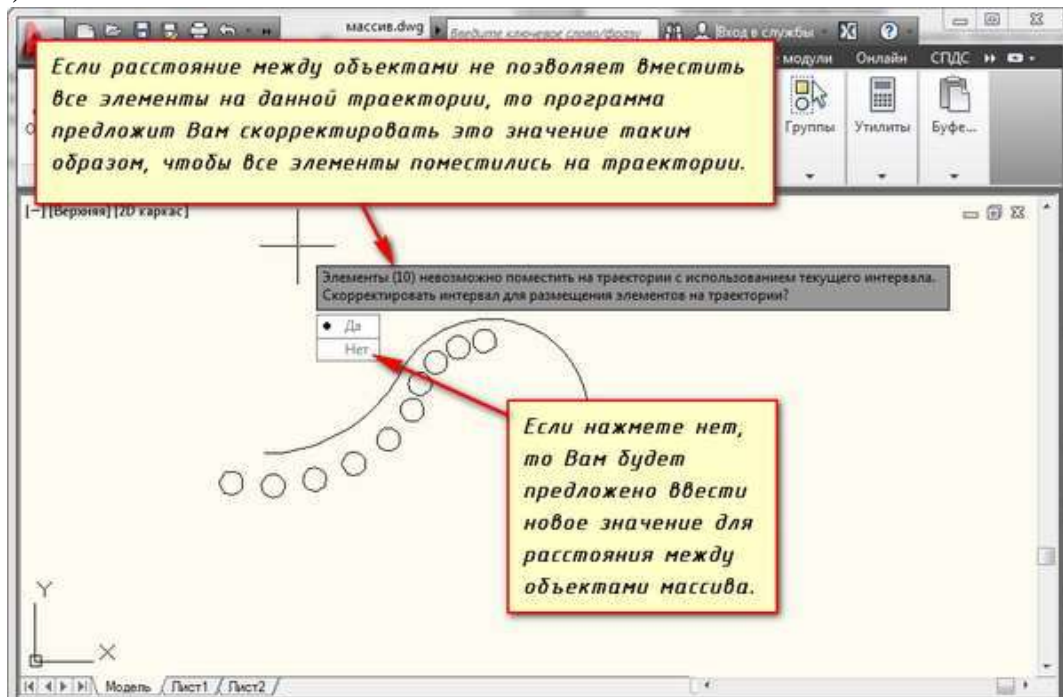 массив.dwg
Введите ключевое слово/фразу
Вход в службы
Если расстояние между объектами не позволяет вместить
все элементы на данной траектории, то программа
предложит Вам скорректировать это значение таким
образом, чтобы все элементы поместились на траектории.
модули Онлайн СПДС
Группы Утилиты Буфе...
[−][Верхняя][2D каркас]
Элементы (10) невозможно поместить на траектории с использованием текущего интервала.
Скорректировать интервал для размещения элементов на траектории?
Да
Нет
Если нажмете нет,
то Вам будет
предложено ввести
новое значение для
расстояния между
объектами массива.
Y
X
Модель Лист1 Лист2